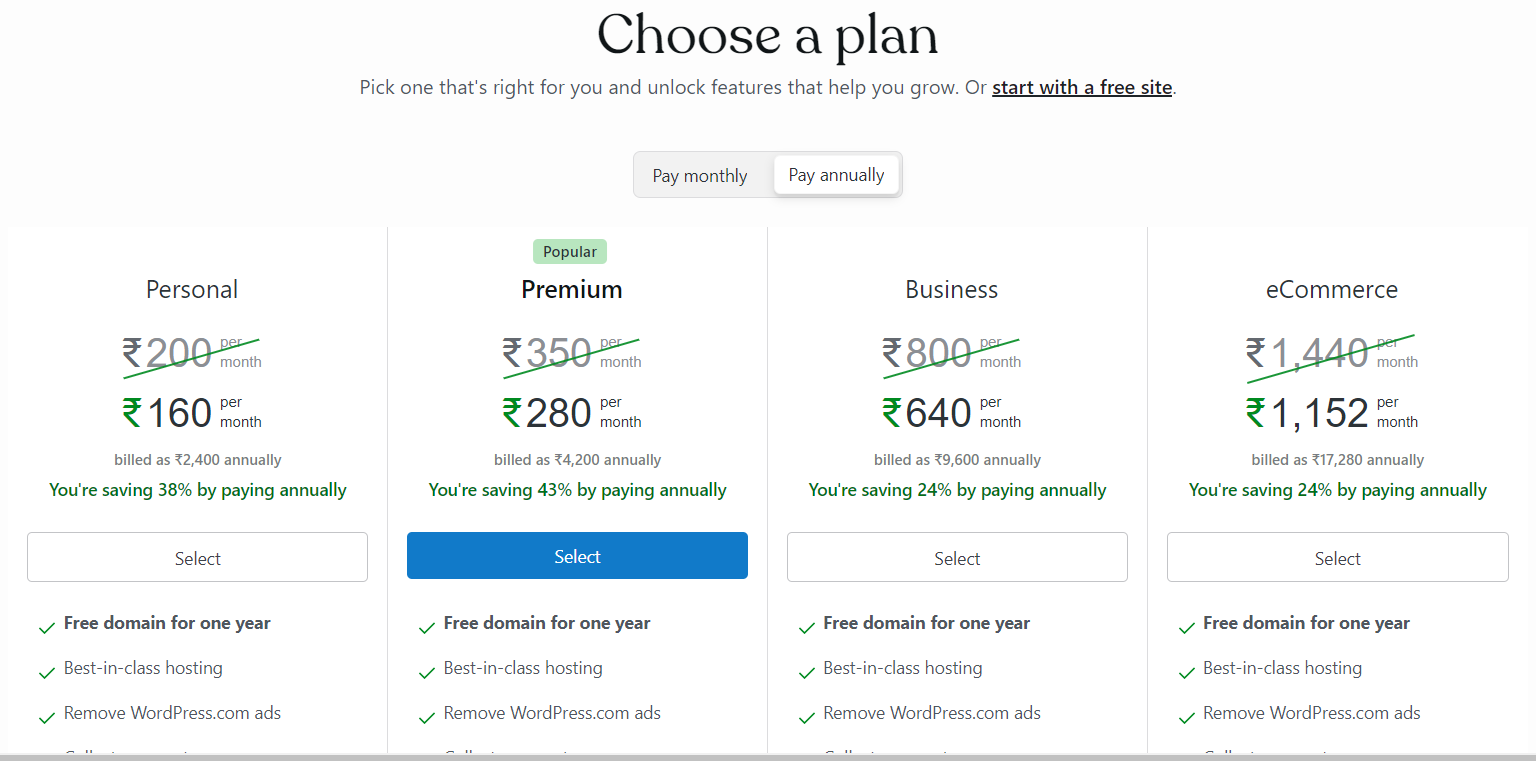 Choose a plan
Pick one that's right for you and unlock features that help you grow. Or start with a free site.
Pay monthly
Pay annually
Personal
₹200 per month
₹160 per month
billed as ₹2,400 annually
You're saving 38% by paying annually
Select
Free domain for one year
Best-in-class hosting
Remove WordPress.com ads
Popular
Premium
₹350 per month
₹280 per month
billed as ₹4,200 annually
You're saving 43% by paying annually
Select
Free domain for one year
Best-in-class hosting
Remove WordPress.com ads
Business
₹800 per month
₹640 per month
billed as ₹9,600 annually
You're saving 24% by paying annually
Select
Free domain for one year
Best-in-class hosting
Remove WordPress.com ads
eCommerce
₹1,440 per month
₹1,152 per month
billed as ₹17,280 annually
You're saving 24% by paying annually
Select
Free domain for one year
Best-in-class hosting
Remove WordPress.com ads